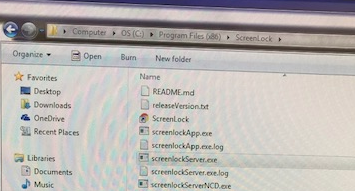 Computer ▸ OS (C:) ▸ Program Files (x86) ▸ ScreenLock ▸
Organize Open Burn New folder
Favorites
Desktop
Downloads
OneDrive
Recent Places
Libraries
Documents
Music
Name
README.md
releaseVersion.txt
ScreenLock
screenlockApp.exe
screenlockApp.exe.log
screenlockServer.exe
screenlockServer.exe.log
screenlockServerNCD.exe